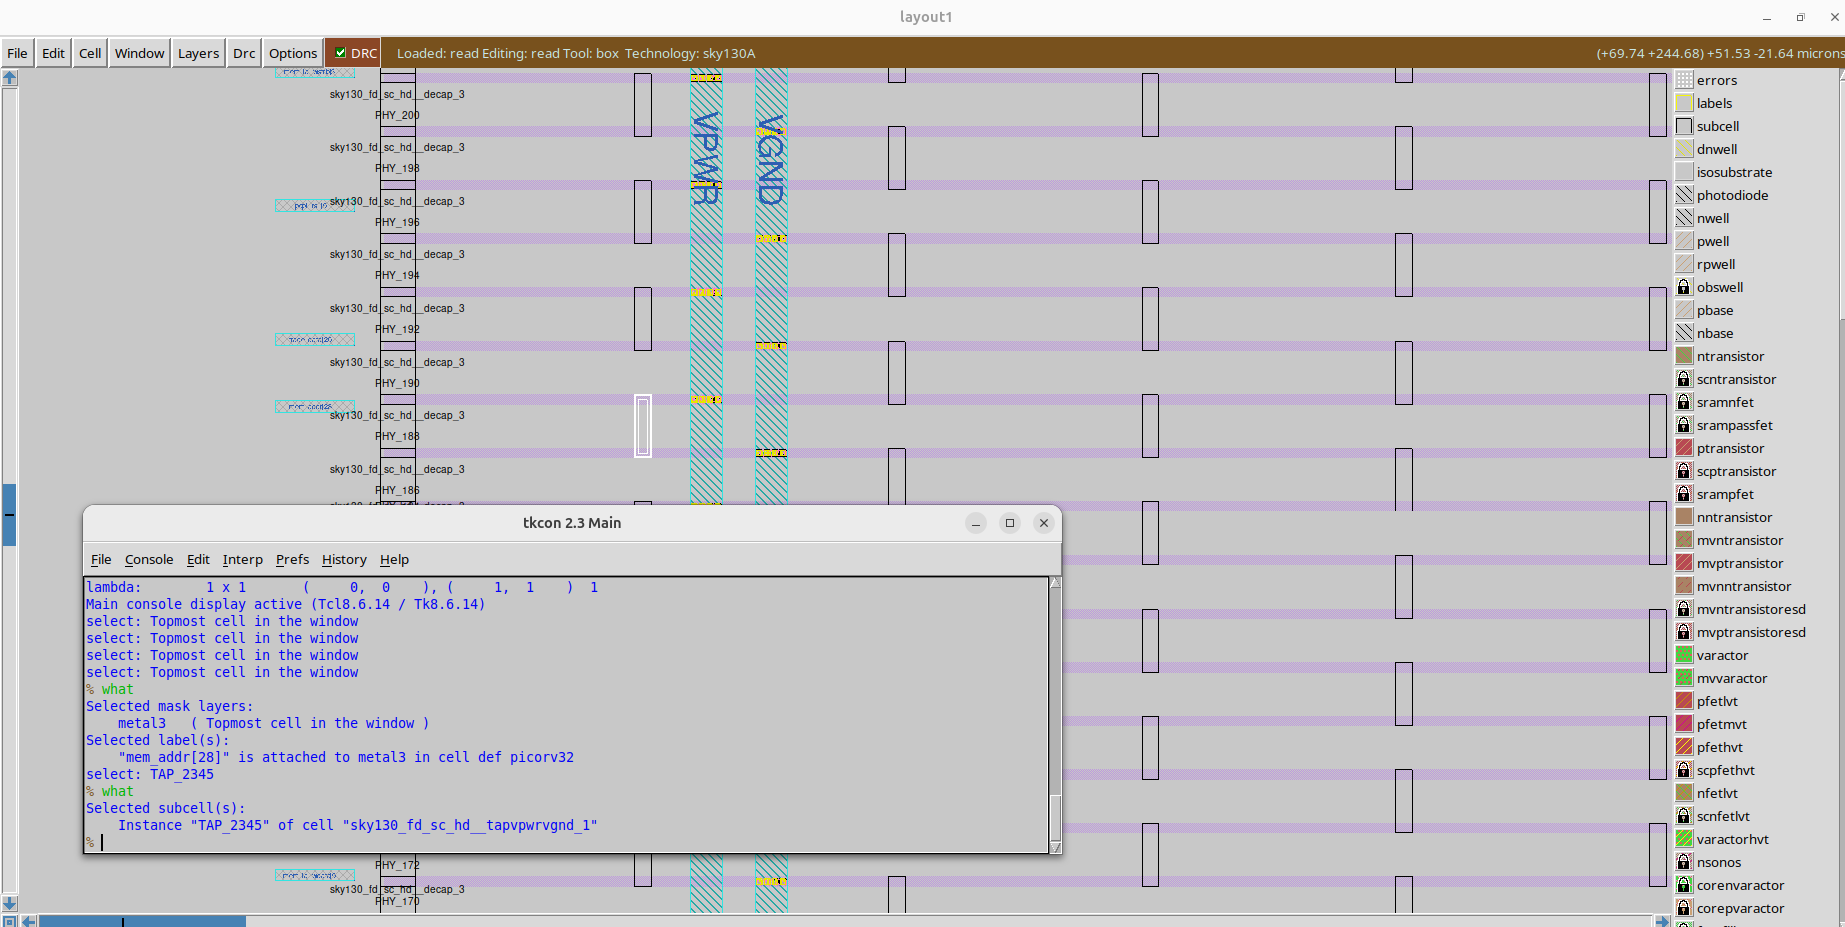 layout1
File Edit Cell Window Layers Drc Options DRC Loaded: read Editing: read Tool: box Technology: sky130A (+69.74 +244.68) +51.53 -21.64 microns
sky130_fd_sc_hd__decap_3
PHY_200
sky130_fd_sc_hd__decap_3
PHY_198
sky130_fd_sc_hd__decap_3
PHY_196
sky130_fd_sc_hd__decap_3
PHY_194
sky130_fd_sc_hd__decap_3
PHY_192
sky130_fd_sc_hd__decap_3
PHY_190
sky130_fd_sc_hd__decap_3
PHY_188
sky130_fd_sc_hd__decap_3
PHY_186
VPWR
VGND
tkcon 2.3 Main
File Console Edit Interp Prefs History Help
lambda: 1 x 1 ( 0, 0 ), ( 1, 1 ) 1
Main console display active (Tcl8.6.14 / Tk8.6.14)
select: Topmost cell in the window
select: Topmost cell in the window
select: Topmost cell in the window
select: Topmost cell in the window
% what
Selected mask layers:
metal3 ( Topmost cell in the window )
Selected label(s):
"mem_addr[28]" is attached to metal3 in cell def picorv32
select: TAP_2345
% what
Selected subcell(s):
Instance "TAP_2345" of cell "sky130_fd_sc_hd__tapvpwrvgnd_1"
%
PHY_172
sky130_fd_sc_hd__decap_3
PHY_170
errors
labels
subcell
dnwell
isosubstrate
photodiode
nwell
pwell
rpwell
obswell
pbase
nbase
ntransistor
scntransistor
sramnfet
srampassfet
ptransistor
scptransistor
srampfet
nntransistor
mvntransistor
mvptransistor
mvnntransistor
mvntransistoresd
mvptransistoresd
varactor
mvvaractor
pfetlvt
pfetmvt
pfethvt
scpfethvt
nfetlvt
scnfetlvt
varactorhvt
nsonos
corenvaractor
corepvaractor